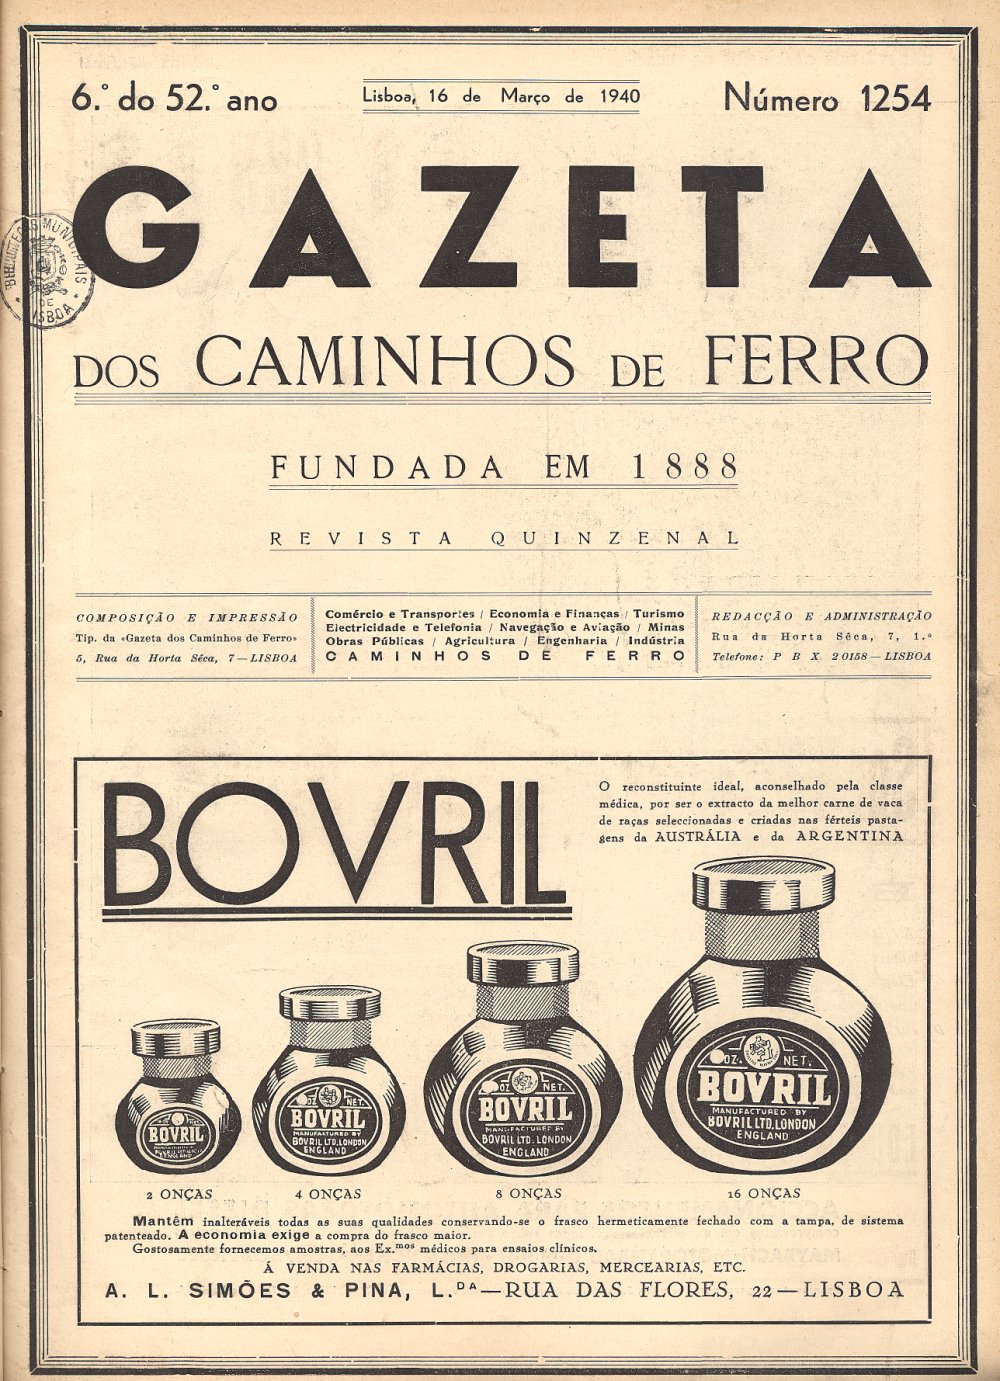 6.º do 52.º ano
Lisboa, 16 de Março de 1940
Número 1254
GAZETA
BIBLIOTECAS MUNICIPAIS
DE
LISBOA
DOS CAMINHOS DE FERRO
FUNDADA EM 1888
REVISTA QUINZENAL
COMPOSIÇÃO E IMPRESSÃO
Tip. da «Gazeta dos Caminhos de Ferro»
5, Rua da Horta Sêca, 7—LISBOA
Comércio e Transportes / Economia e Finanças / Turismo
Electricidade e Telefonia / Navegação e Aviação / Minas
Obras Públicas / Agricultura / Engenharia / Indústria
CAMINHOS DE FERRO
REDACÇÃO E ADMINISTRAÇÃO
Rua da Horta Sêca, 7, 1.º
Telefone: P B X 20158—LISBOA
BOVRIL
O reconstituinte ideal, aconselhado pela classe
médica, por ser o extracto da melhor carne de vaca
de raças seleccionadas e criadas nas férteis pasta-
gens da AUSTRÁLIA e da ARGENTINA
BOVRIL
ENGLAND
OZ. NET.
BOVRIL
MANUFACTURED BY
BOVRIL LTD. LONDON
ENGLAND
OZ. NET.
BOVRIL
MANUFACTURED BY
BOVRIL LTD. LONDON
ENGLAND
OZ. NET.
BOVRIL
MANUFACTURED BY
BOVRIL LTD. LONDON
ENGLAND
2 ONÇAS
4 ONÇAS
8 ONÇAS
16 ONÇAS
Mantêm inalteráveis todas as suas qualidades conservando-se o frasco hermeticamente fechado com a tampa, de sistema
patenteado. A economia exige a compra do frasco maior.
Gostosamente fornecemos amostras, aos Ex.mos médicos para ensaios clínicos.
Á VENDA NAS FARMÁCIAS, DROGARIAS, MERCEARIAS, ETC.
A. L. SIMÕES & PINA, L.DA—RUA DAS FLORES, 22—LISBOA